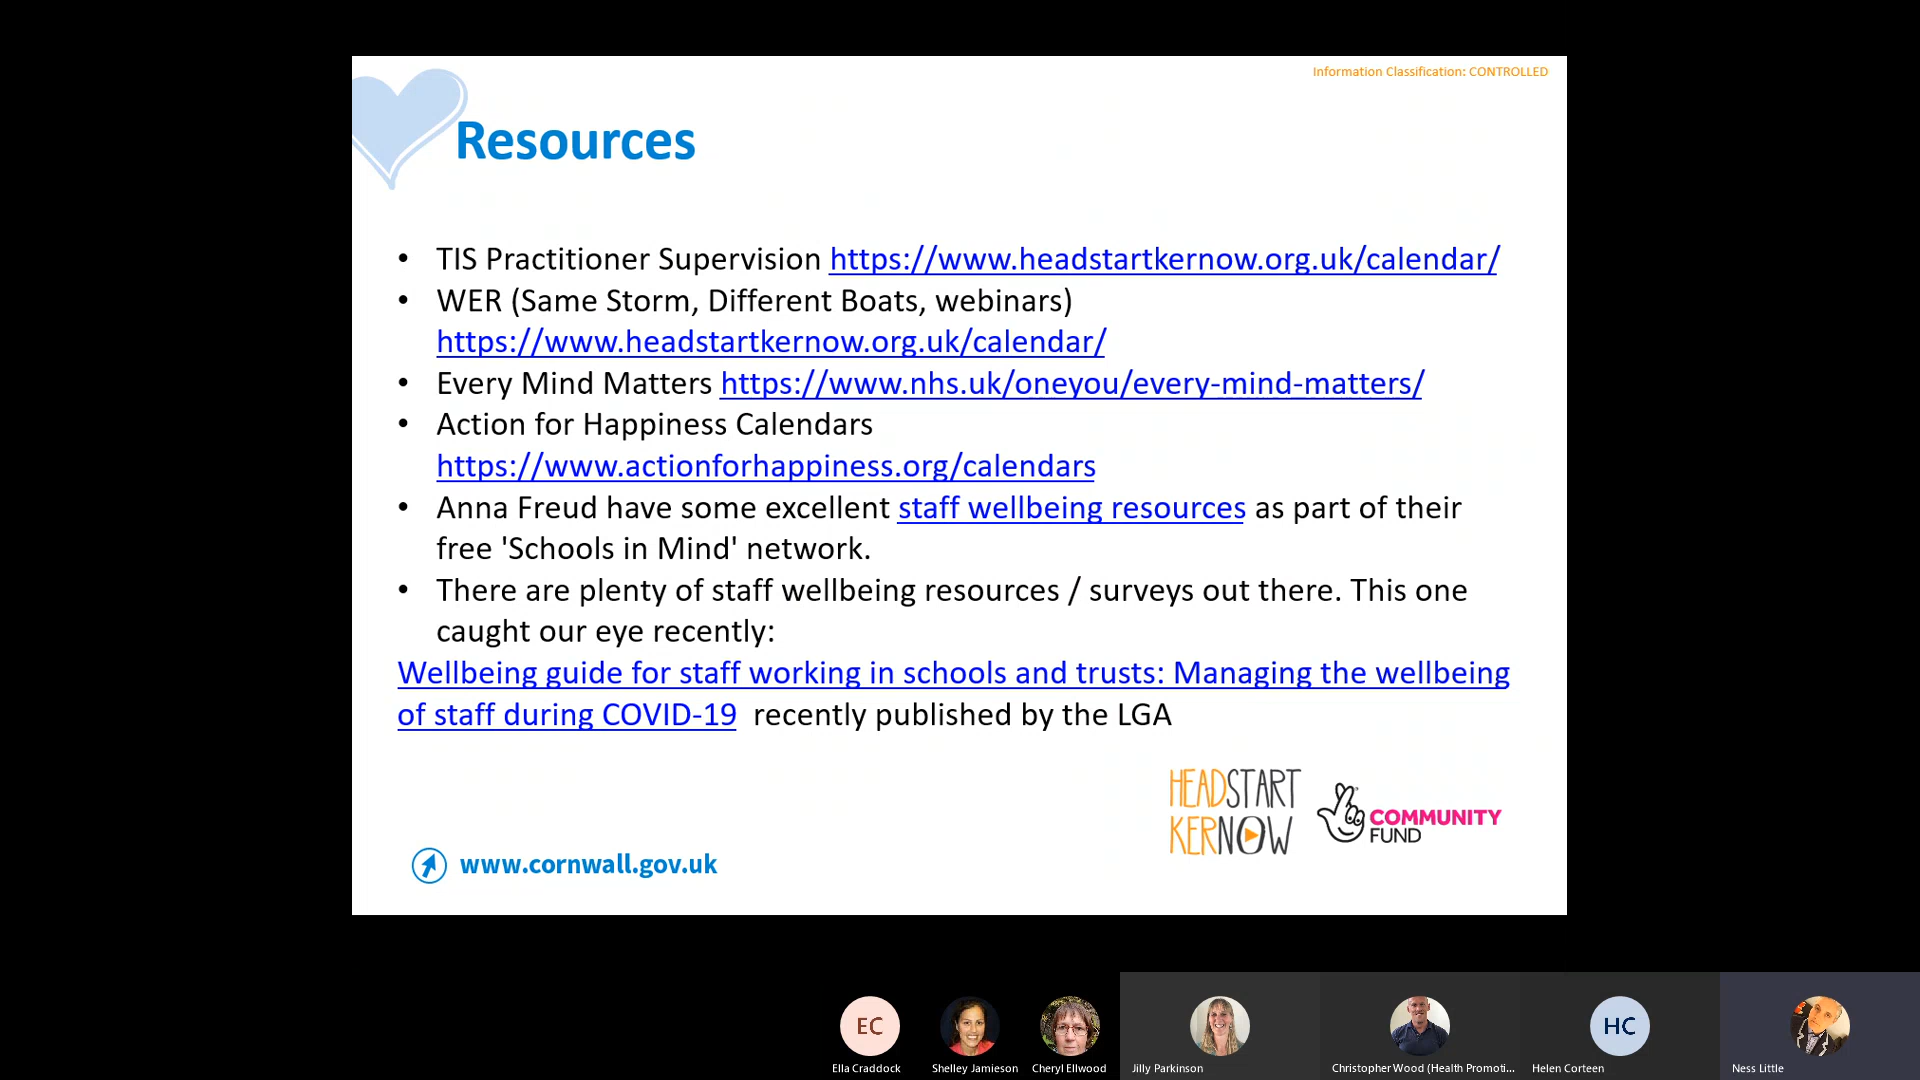 Information Classification: CONTROLLED
Resources
• TIS Practitioner Supervision https://www.headstartkernow.org.uk/calendar/
• WER (Same Storm, Different Boats, webinars)
https://www.headstartkernow.org.uk/calendar/
• Every Mind Matters https://www.nhs.uk/oneyou/every-mind-matters/
• Action for Happiness Calendars
https://www.actionforhappiness.org/calendars
• Anna Freud have some excellent staff wellbeing resources as part of their
free 'Schools in Mind' network.
• There are plenty of staff wellbeing resources / surveys out there. This one
caught our eye recently:
Wellbeing guide for staff working in schools and trusts: Managing the wellbeing
of staff during COVID-19 recently published by the LGA
HEADSTART
KERNOW
COMMUNITY
FUND
www.cornwall.gov.uk
EC
HC
Ella Craddock
Shelley Jamieson
Cheryl Ellwood
Jilly Parkinson
Christopher Wood (Health Promoti...
Helen Corteen
Ness Little